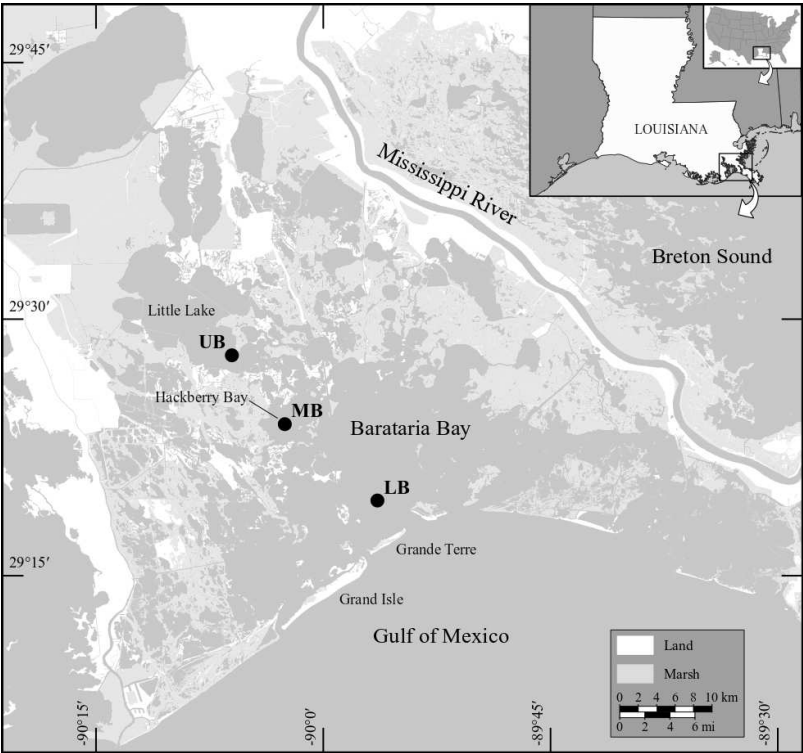 29°45′
LOUISIANA
Mississippi River
Breton Sound
29°30′
Little Lake
UB
Hackberry Bay
MB
Barataria Bay
LB
Grande Terre
29°15′
Grand Isle
Gulf of Mexico
Land
Marsh
0 2 4 6 8 10 km
0 2 4 6 mi
-90°15′
-90°0′
-89°45′
-89°30′